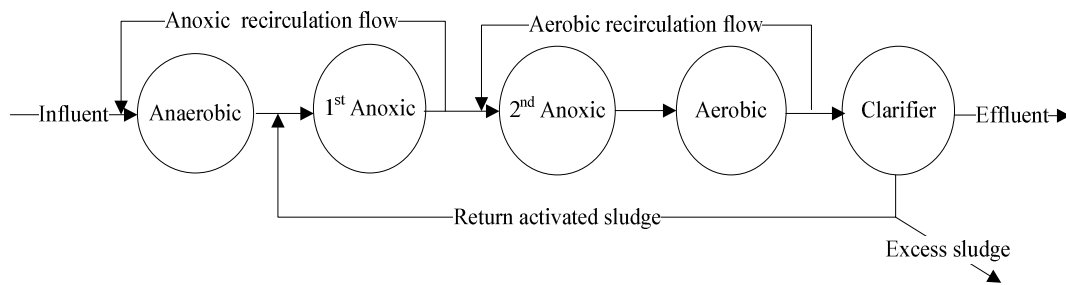 Anoxic recirculation flow
Aerobic recirculation flow
Influent
Anaerobic
1st Anoxic
2nd Anoxic
Aerobic
Clarifier
Effluent
Return activated sludge
Excess sludge